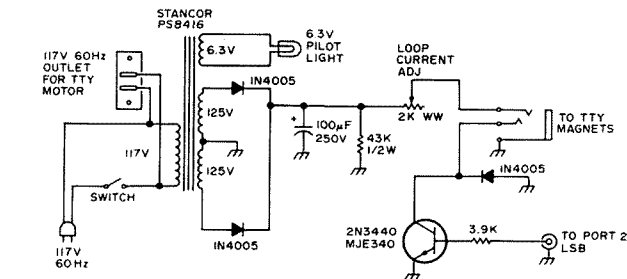 STANCOR
PS8416
117V 60Hz
OUTLET
FOR TTY
MOTOR
6.3V
6.3V
PILOT
LIGHT
LOOP
CURRENT
ADJ
1N4005
125V
+
100µF
250V
43K
1/2W
2K WW
TO TTY
MAGNETS
117V
125V
1N4005
SWITCH
1N4005
2N3440
MJE340
3.9K
TO PORT 2
LSB
117V
60Hz